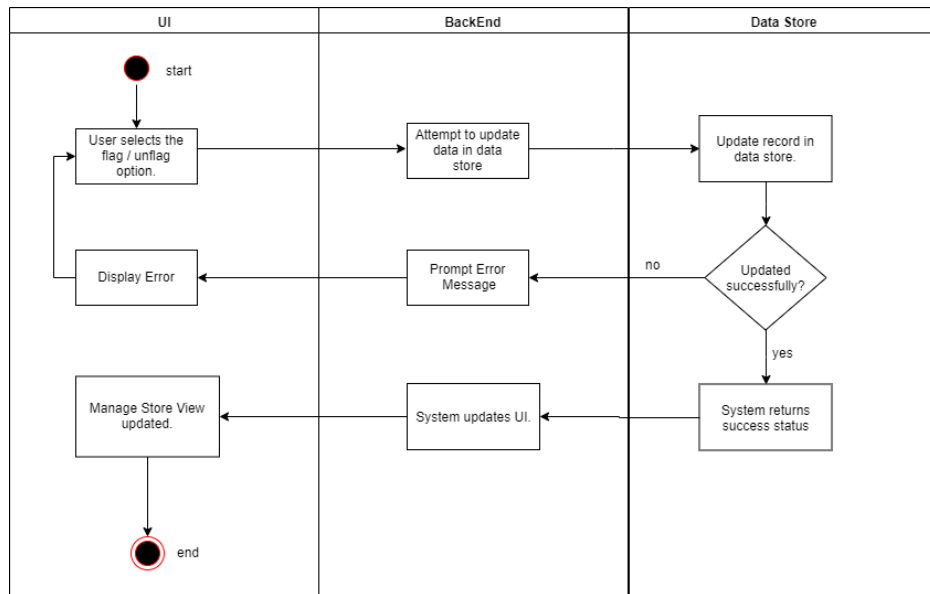 UI
BackEnd
Data Store
start
User selects the
flag / unflag
option.
Attempt to update
data in data
store
Update record in
data store.
Display Error
Prompt Error
Message
no
Updated
successfully?
yes
Manage Store View
updated.
System updates UI.
System returns
success status
end